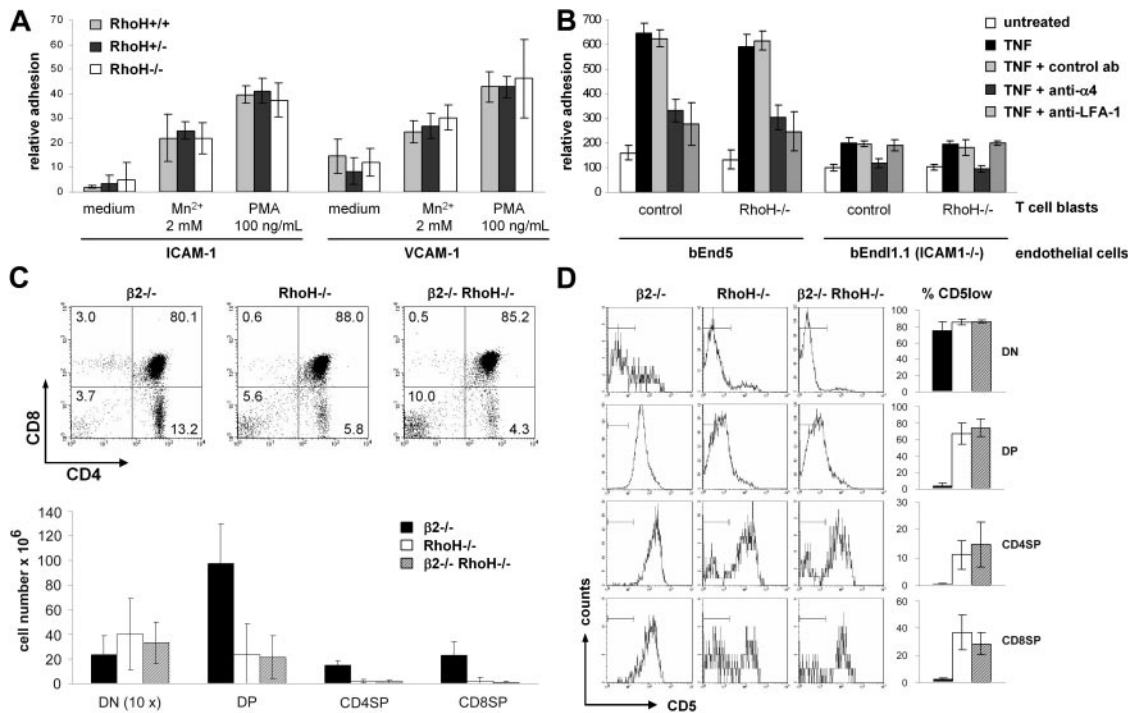 A
relative adhesion
70
60
50
40
30
20
10
0
RhoH+/+
RhoH+/-
RhoH-/-
medium Mn2+ 2 mM PMA 100 ng/mL medium Mn2+ 2 mM PMA 100 ng/mL
ICAM-1 VCAM-1
B
relative adhesion
700
600
500
400
300
200
100
0
untreated
TNF
TNF + control ab
TNF + anti-α4
TNF + anti-LFA-1
control RhoH-/- control RhoH-/- T cell blasts
bEnd5 bEndI1.1 (ICAM1-/-) endothelial cells
C
β2-/- RhoH-/- β2-/- RhoH-/-
3.0 80.1 0.6 88.0 0.5 85.2
3.7 13.2 5.6 5.8 10.0 4.3
CD8
CD4
cell number x 10^6
140
120
100
80
60
40
20
0
β2-/-
RhoH-/-
β2-/- RhoH-/-
DN (10 x) DP CD4SP CD8SP
D
β2-/- RhoH-/- β2-/- RhoH-/- % CD5low
100
80
60
40
20
0
DN
100
80
60
40
20
0
DP
30
20
10
0
CD4SP
60
40
20
0
CD8SP
counts
CD5